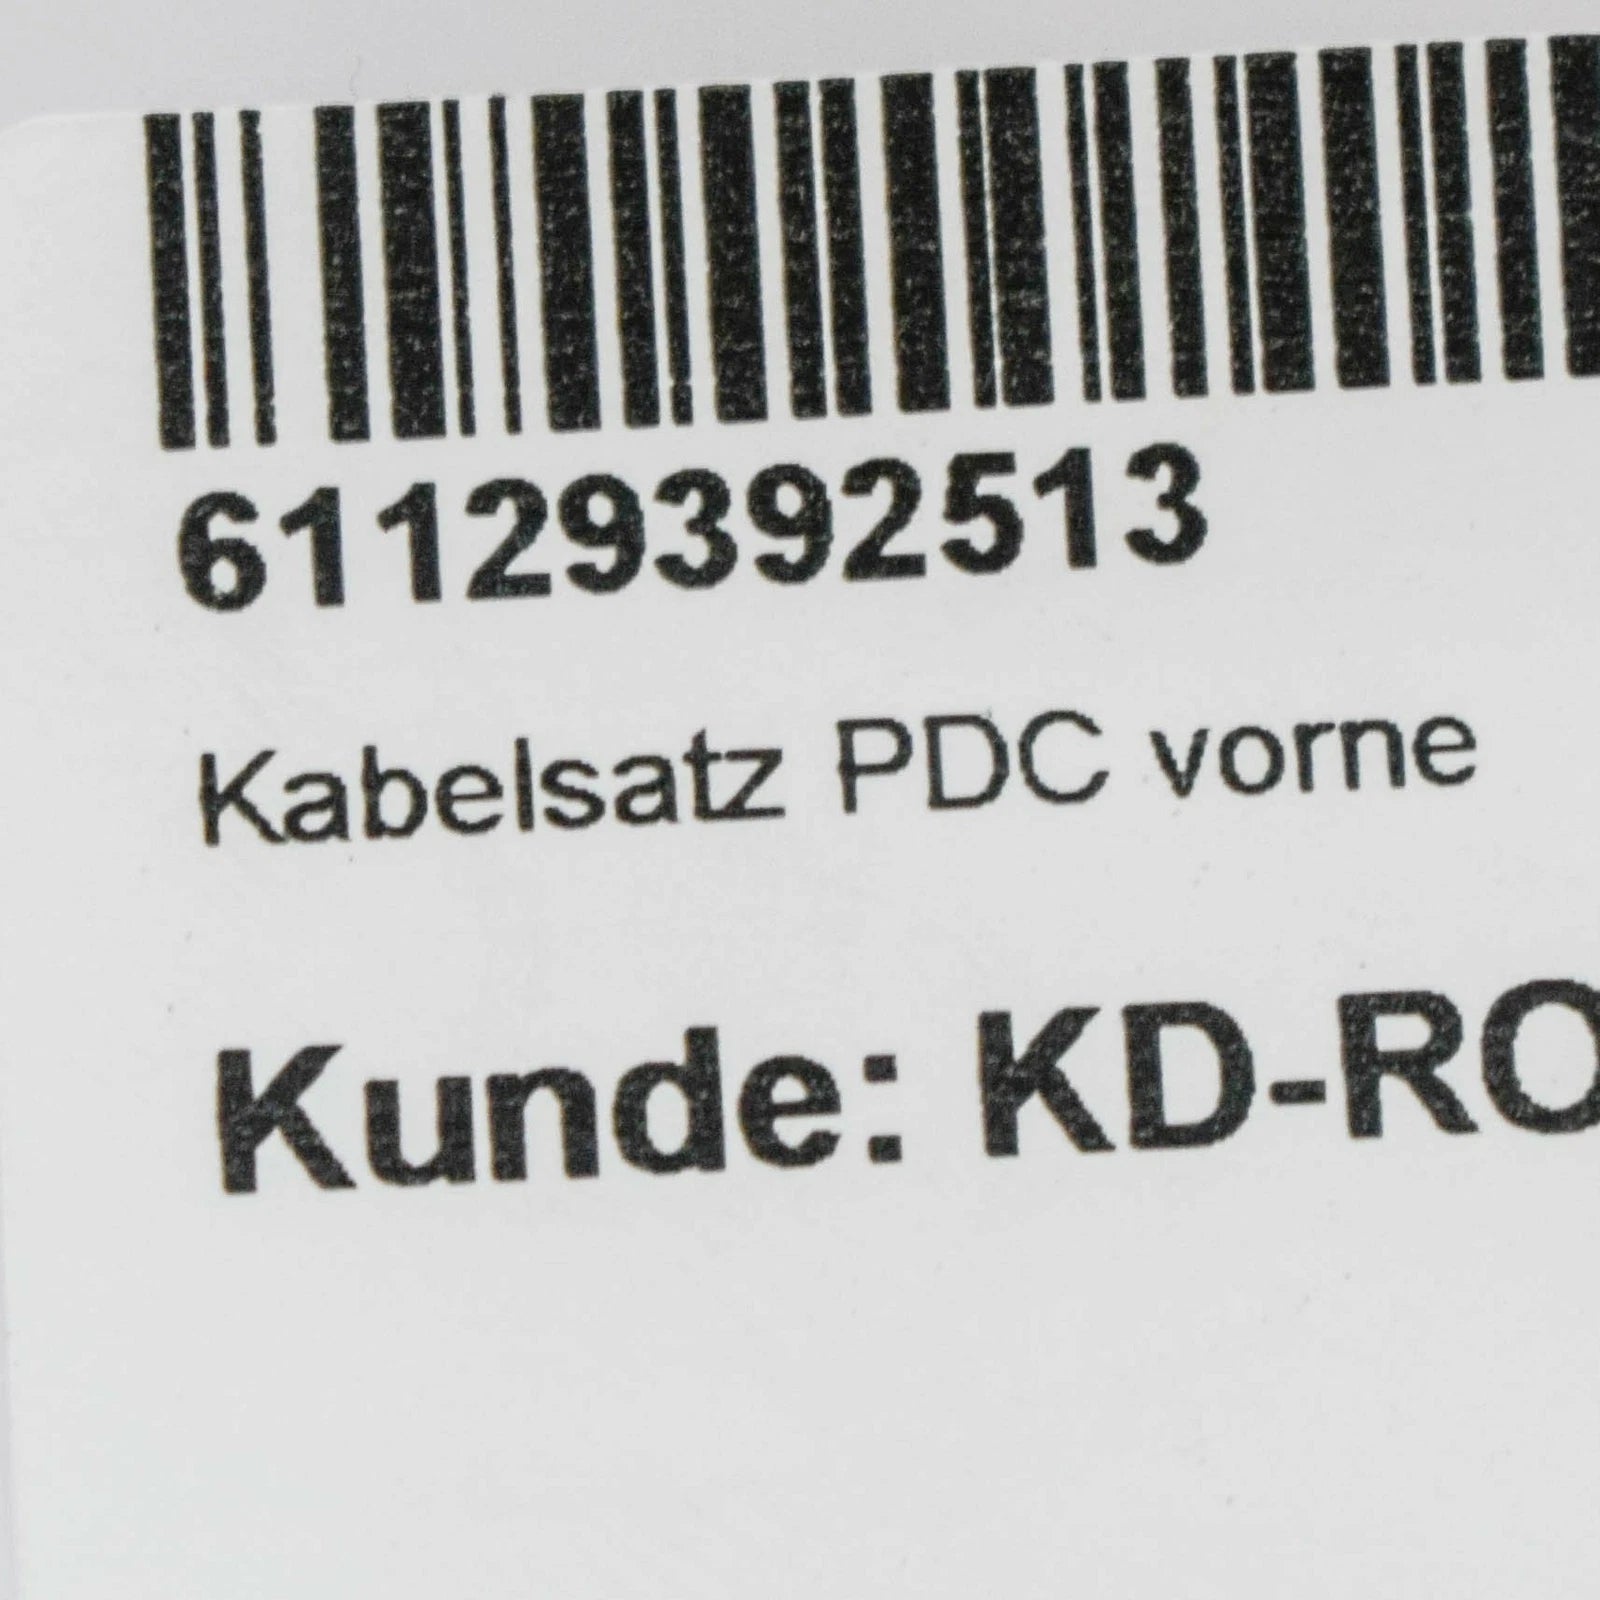 61129392513
Kabelsatz PDC vorne
Kunde: KD-RO